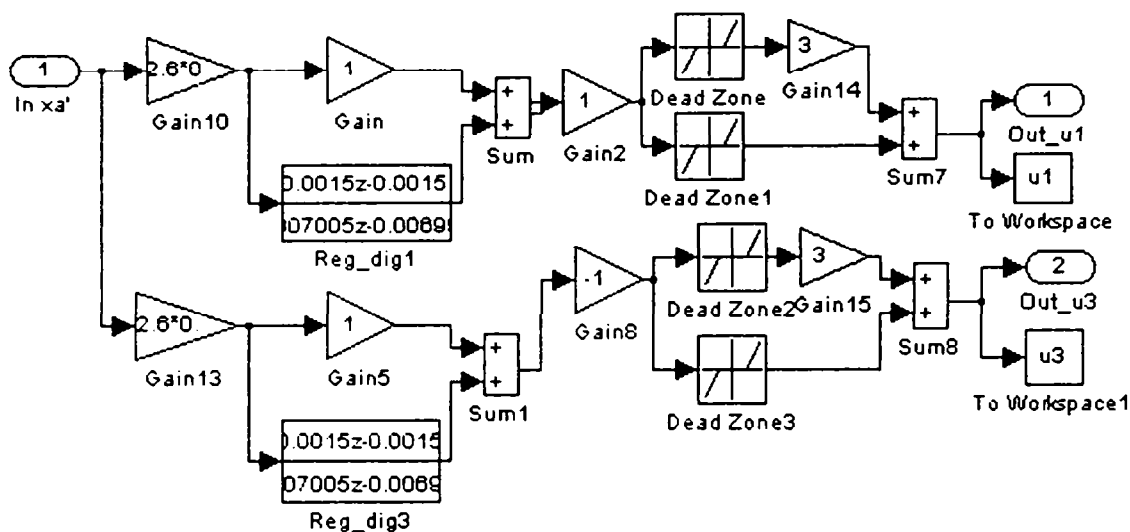 1
In xa'
2.6*0
Gain10
1
Gain
0.0015z-0.0015
007005z-0.0069
Reg_dig1
+
+
Sum
1
Gain2
Dead Zone
3
Gain14
Dead Zone1
+
+
Sum7
1
Out_u1
u1
To Workspace
2.6*0.
Gain13
1
Gain5
0.0015z-0.0015
007005z-0.0069
Reg_dig3
+
+
Sum1
-1
Gain8
Dead Zone2
3
Gain15
Dead Zone3
+
+
Sum8
2
Out_u3
u3
To Workspace1